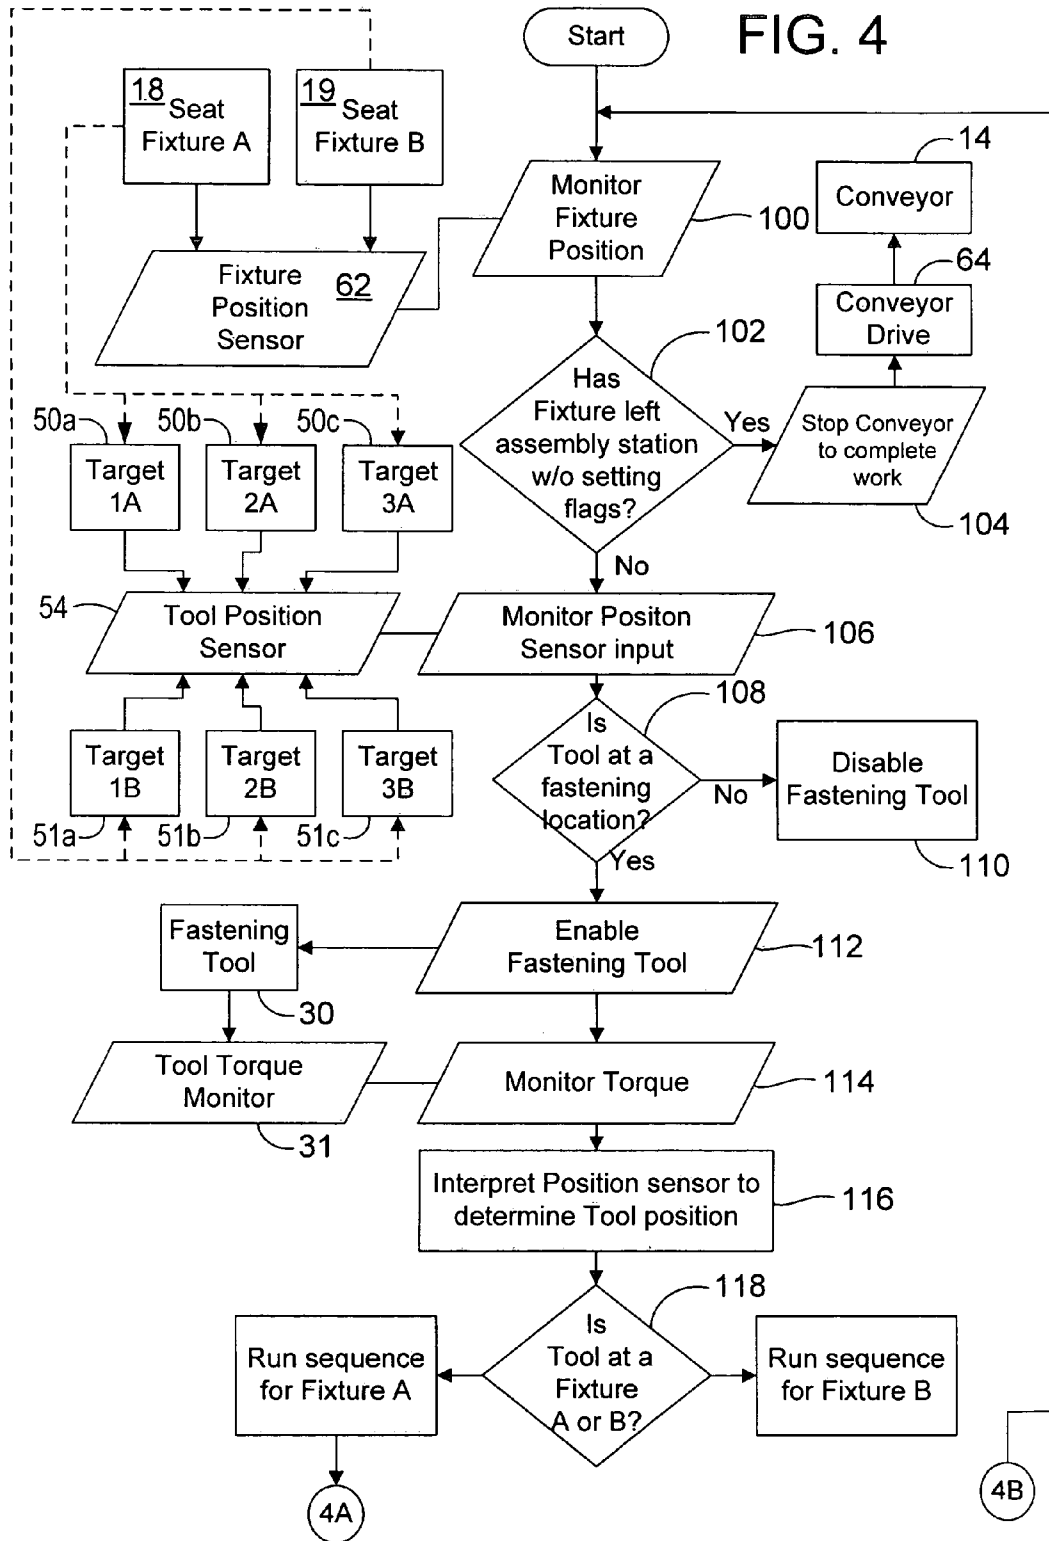 FIG. 4
Start
18
Seat
Fixture A
19
Seat
Fixture B
14
Conveyor
Monitor
Fixture
Position
100
64
Conveyor
Drive
Fixture
Position
Sensor
62
102
Has
Fixture left
assembly station
w/o setting
flags?
Yes
Stop Conveyor
to complete
work
104
No
50a
Target
1A
50b
Target
2A
50c
Target
3A
54
Tool Position
Sensor
Monitor Positon
Sensor input
106
108
Is
Tool at a
fastening
location?
No
Disable
Fastening Tool
110
Yes
Target
1B
51a
Target
2B
51b
Target
3B
51c
Fastening
Tool
30
Enable
Fastening Tool
112
Tool Torque
Monitor
31
Monitor Torque
114
Interpret Position sensor to
determine Tool position
116
118
Is
Tool at a
Fixture
A or B?
Run sequence
for Fixture A
Run sequence
for Fixture B
4A
4B